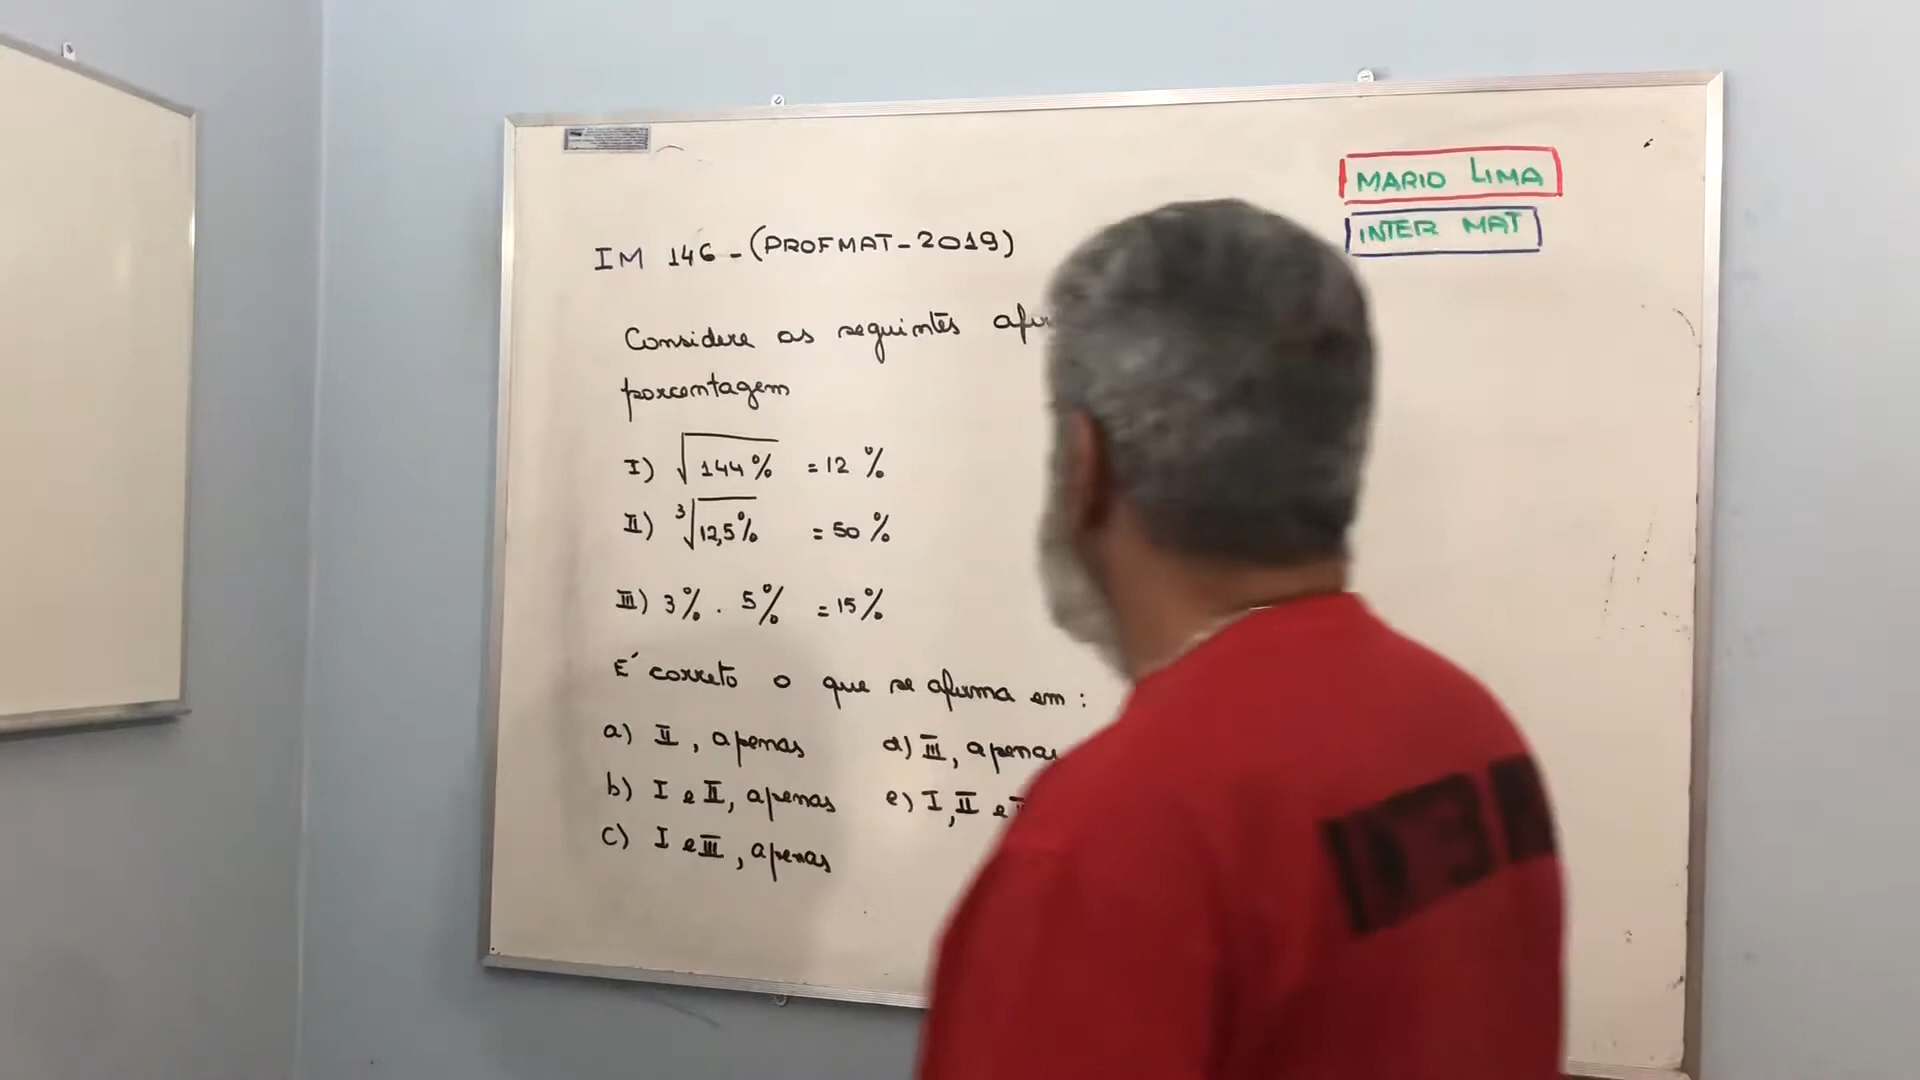 MARIO LIMA
INTER MAT
IM 146 - (PROFMAT - 2019)
Considere as seguintes
porcentagem
I) √144% = 12 %
II) ³√12,5% = 50 %
III) 3% . 5% = 15%
É correto o que se afirma em :
a) II, apenas d) III, apenas
b) I e II, apenas e) I, II e
c) I e III, apenas